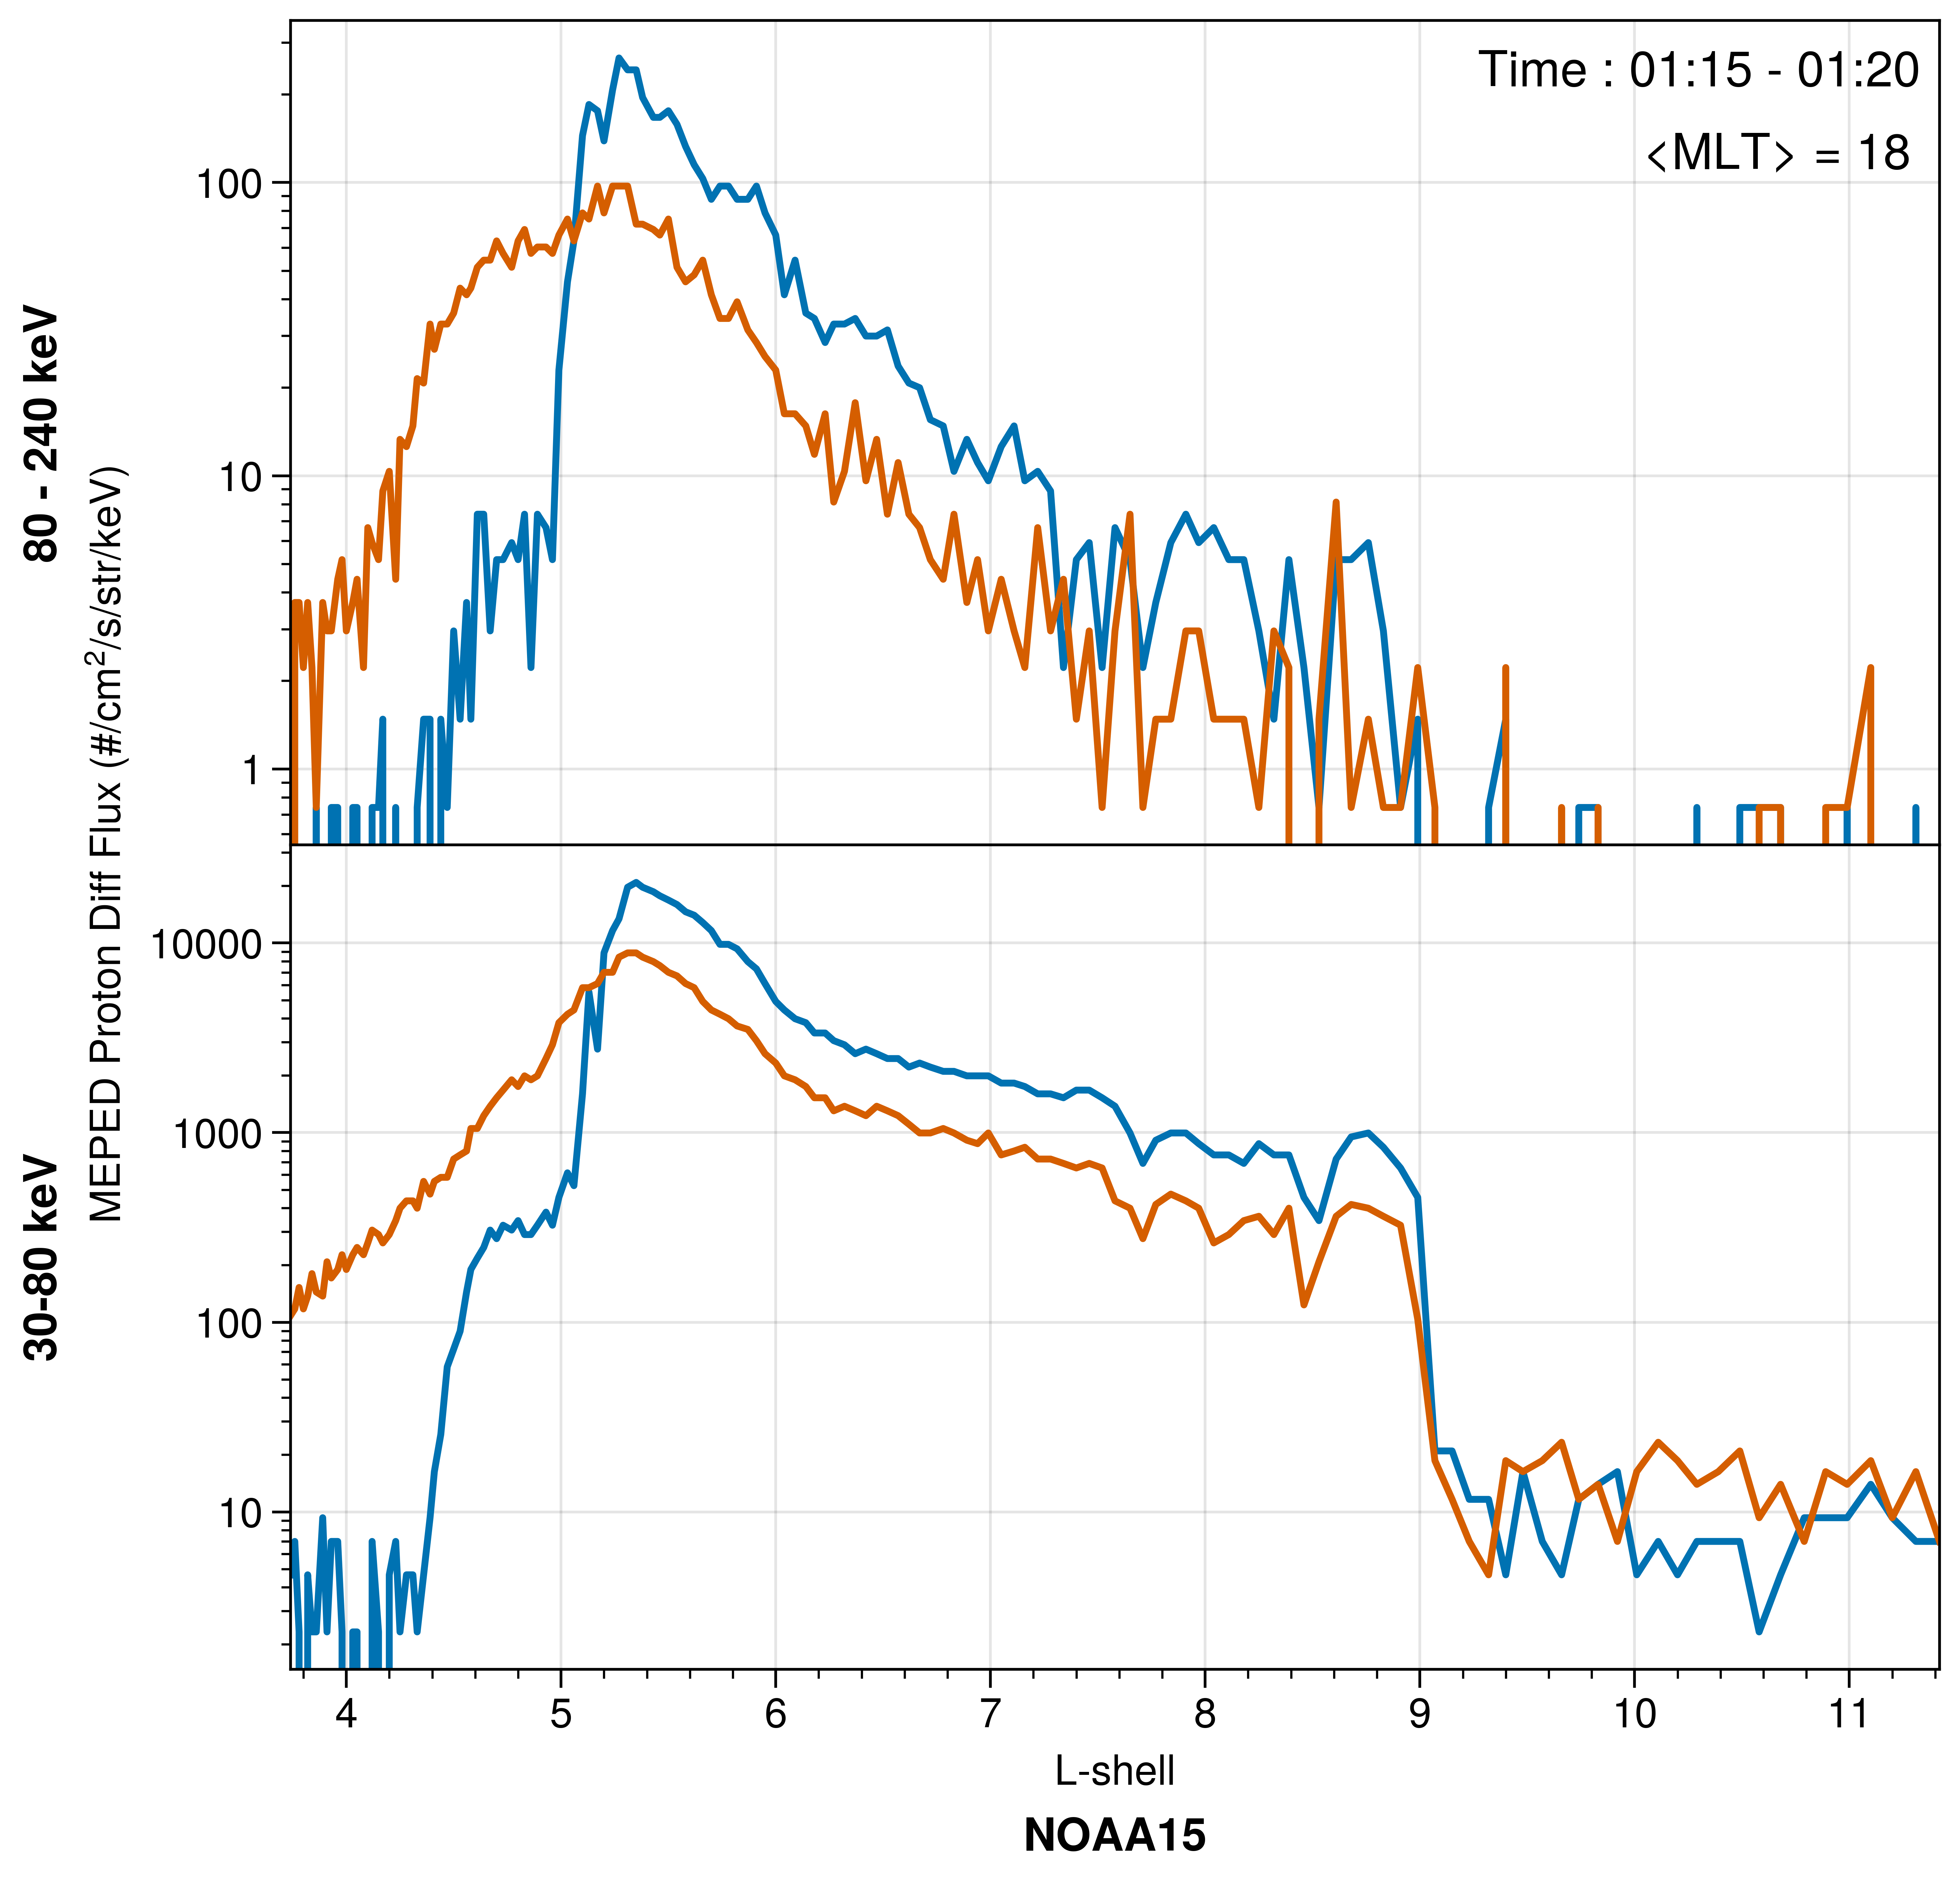 Time : 01:15 - 01:20
<MLT> = 18
80 - 240 keV
100
10
1
MEPED Proton Diff Flux (#/cm²/s/str/keV)
30-80 keV
10000
1000
100
10
4 5 6 7 8 9 10 11
L-shell
NOAA15